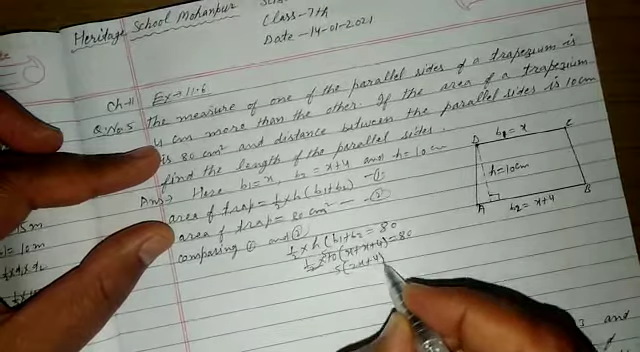 Heritage School Mohanpur
Class - 7th
Date - 14-01-2021
Ch-11 Ex → 11.6
Q.No.5 The measure of one of the parallel sides of a trapezium is
4 cm more than the other. If the area of a trapezium
is 80 cm² and distance between the parallel sides is 10cm
find the length of the parallel sides.
Ans→ Here b1=x, b2=x+4 and h=10cm
area of trap = 1/2 × h (b1+b2) —①
area of trap = 80 cm² — ②
comparing ① and ②
1/2 × h (b1+b2) = 80
1/2 × 10 (x+x+4) = 80
5(2x+4)
D b1 = x C
h=10cm
A b2 = x+4 B
= 10cm
and